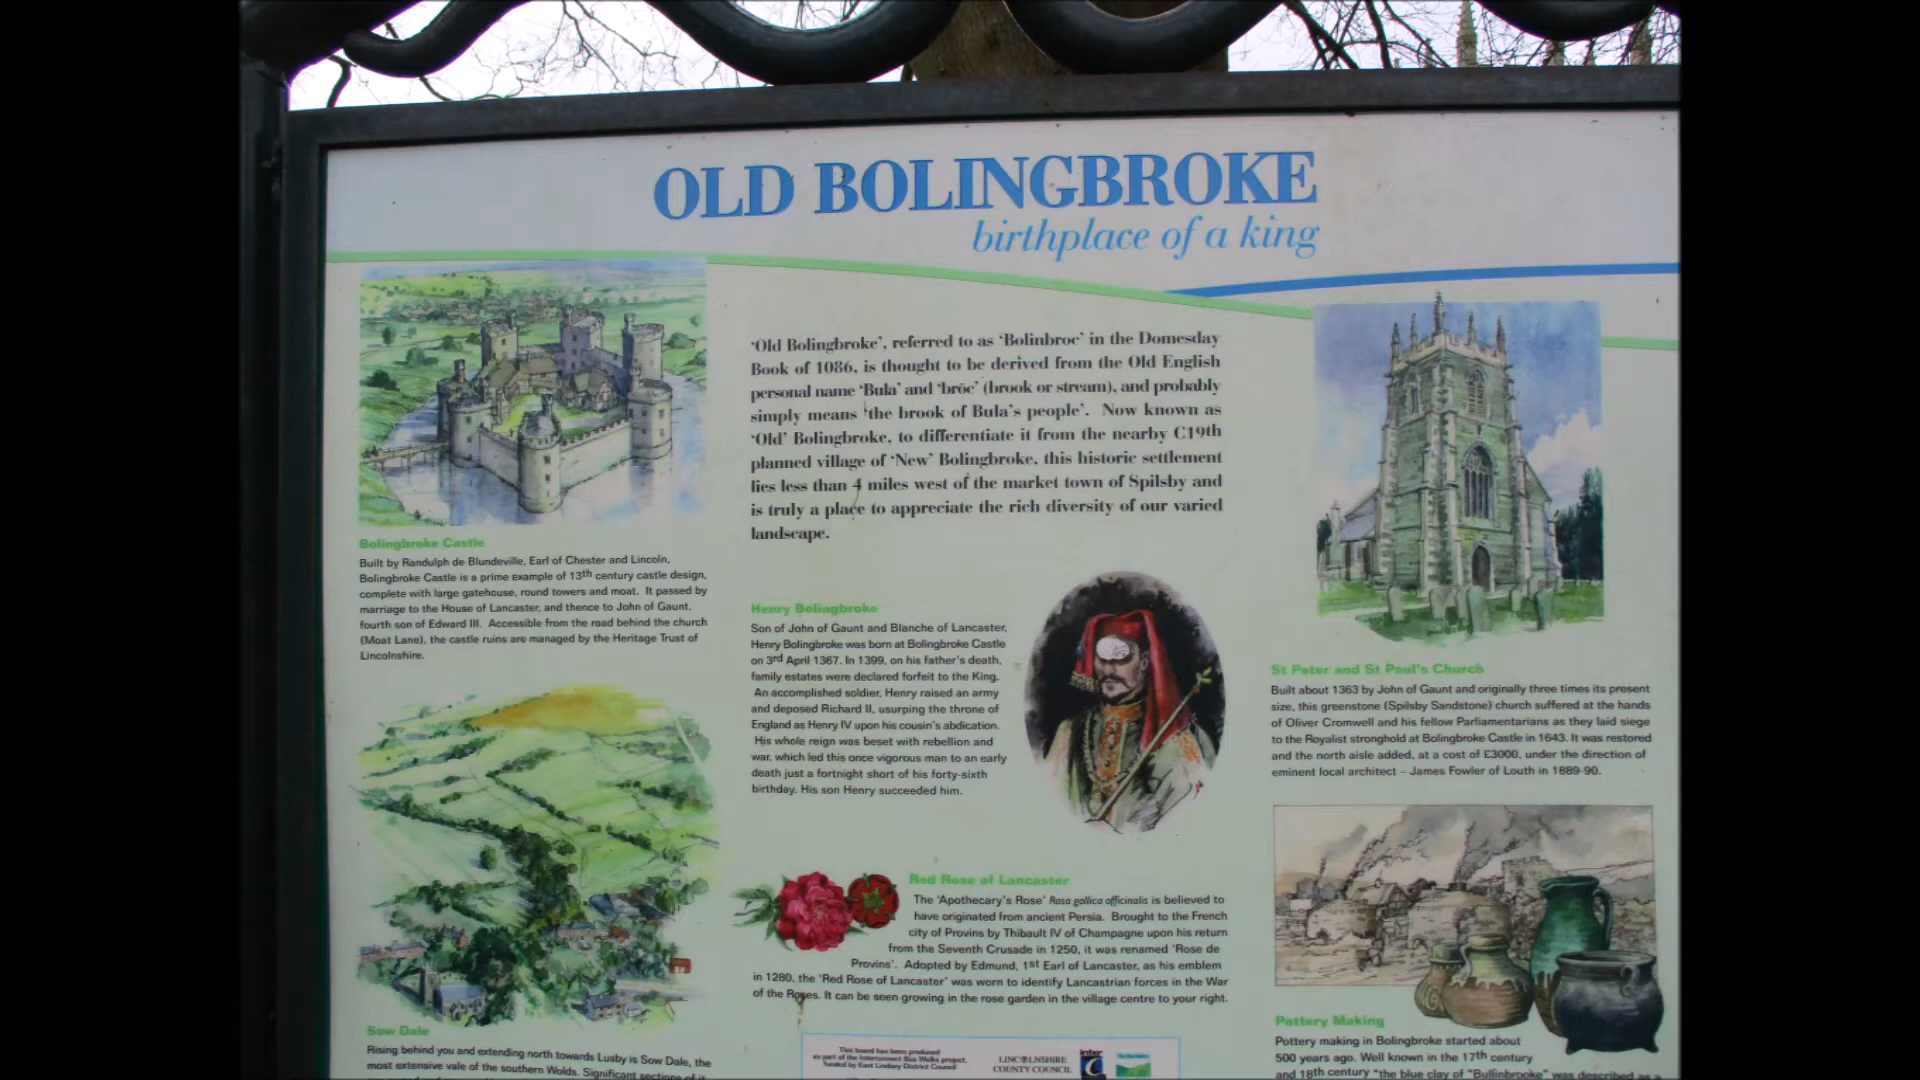 OLD BOLINGBROKE
birthplace of a king
'Old Bolingbroke', referred to as 'Bolinbroc' in the Domesday
Book of 1086, is thought to be derived from the Old English
personal name 'Bula' and 'brōc' (brook or stream), and probably
simply means 'the brook of Bula's people'. Now known as
'Old' Bolingbroke, to differentiate it from the nearby C19th
planned village of 'New' Bolingbroke, this historic settlement
lies less than 4 miles west of the market town of Spilsby and
is truly a place to appreciate the rich diversity of our varied
landscape.
Bolingbroke Castle
Built by Randulph de Blundeville, Earl of Chester and Lincoln,
Bolingbroke Castle is a prime example of 13th century castle design,
complete with large gatehouse, round towers and moat. It passed by
marriage to the House of Lancaster, and thence to John of Gaunt,
fourth son of Edward III. Accessible from the road behind the church
(Moat Lane), the castle ruins are managed by the Heritage Trust of
Lincolnshire.
Henry Bolingbroke
Son of John of Gaunt and Blanche of Lancaster,
Henry Bolingbroke was born at Bolingbroke Castle
on 3rd April 1367. In 1399, on his father's death,
family estates were declared forfeit to the King.
An accomplished soldier, Henry raised an army
and deposed Richard II, usurping the throne of
England as Henry IV upon his cousin's abdication.
His whole reign was beset with rebellion and
war, which led this once vigorous man to an early
death just a fortnight short of his forty-sixth
birthday. His son Henry succeeded him.
St Peter and St Paul's Church
Built about 1363 by John of Gaunt and originally three times its present
size, this greenstone (Spilsby Sandstone) church suffered at the hands
of Oliver Cromwell and his fellow Parliamentarians as they laid siege
to the Royalist stronghold at Bolingbroke Castle in 1643. It was restored
and the north aisle added, at a cost of £3000, under the direction of
eminent local architect – James Fowler of Louth in 1889-90.
Red Rose of Lancaster
The 'Apothecary's Rose' Rosa gallica officinalis is believed to
have originated from ancient Persia. Brought to the French
city of Provins by Thibault IV of Champagne upon his return
from the Seventh Crusade in 1250, it was renamed 'Rose de
Provins'. Adopted by Edmund, 1st Earl of Lancaster, as his emblem
in 1280, the 'Red Rose of Lancaster' was worn to identify Lancastrian forces in the War
of the Roses. It can be seen growing in the rose garden in the village centre to your right.
Sow Dale
Rising behind you and extending north towards Lusby is Sow Dale, the
most extensive vale of the southern Wolds. Significant sections of it
Pottery Making
Pottery making in Bolingbroke started about
500 years ago. Well known in the 17th century
and 18th century "the blue clay of "Bullinbrooke" was described as a
This board has been produced
as part of the Interconnect Bus Walks project,
funded by East Lindsey District Council
LINCOLNSHIRE
COUNTY COUNCIL
inter